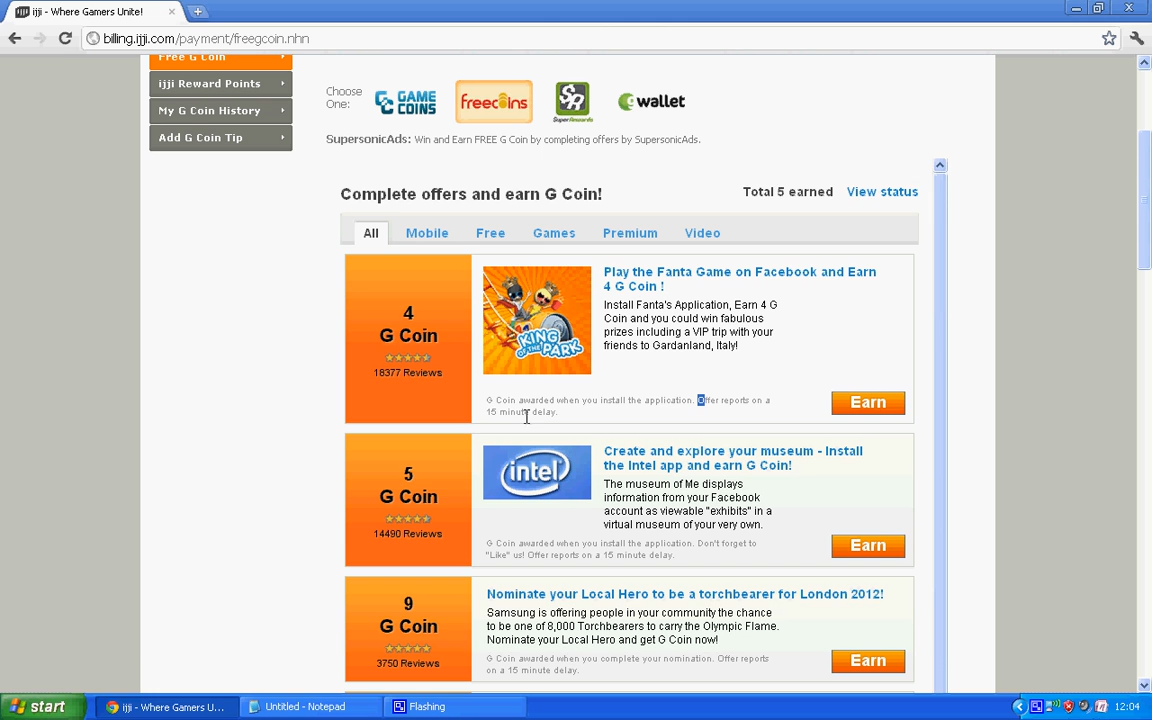 ijji - Where Gamers Unite!
billing.ijji.com/payment/freegcoin.nhn
Free G Coin
ijji Reward Points
My G Coin History
Add G Coin Tip
Choose
One:
GAME
COINS
freecoins
SR
SuperRewards
gwallet
SupersonicAds: Win and Earn FREE G Coin by completing offers by SupersonicAds.
Complete offers and earn G Coin!
Total 5 earned
View status
All
Mobile
Free
Games
Premium
Video
4
G Coin
18377 Reviews
KING
OF THE
PARK
Play the Fanta Game on Facebook and Earn
4 G Coin !
Install Fanta's Application, Earn 4 G
Coin and you could win fabulous
prizes including a VIP trip with your
friends to Gardanland, Italy!
G Coin awarded when you install the application. Offer reports on a
15 minute delay.
Earn
5
G Coin
14490 Reviews
intel
Create and explore your museum - Install
the Intel app and earn G Coin!
The museum of Me displays
information from your Facebook
account as viewable "exhibits" in a
virtual museum of your very own.
G Coin awarded when you install the application. Don't forget to
"Like" us! Offer reports on a 15 minute delay.
Earn
9
G Coin
3750 Reviews
Nominate your Local Hero to be a torchbearer for London 2012!
Samsung is offering people in your community the chance
to be one of 8,000 Torchbearers to carry the Olympic Flame.
Nominate your Local Hero and get G Coin now!
G Coin awarded when you complete your nomination. Offer reports
on a 15 minute delay.
Earn
start
ijji - Where Gamers U...
Untitled - Notepad
Flashing
12:04